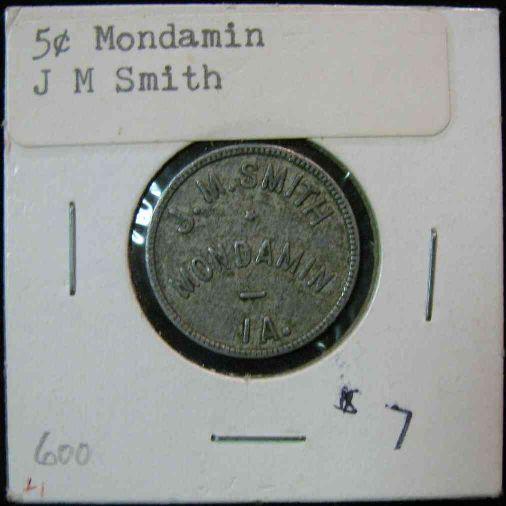 5¢ Mondamin
J M Smith
J. M. SMITH
MONDAMIN
IA.
$ 7
600